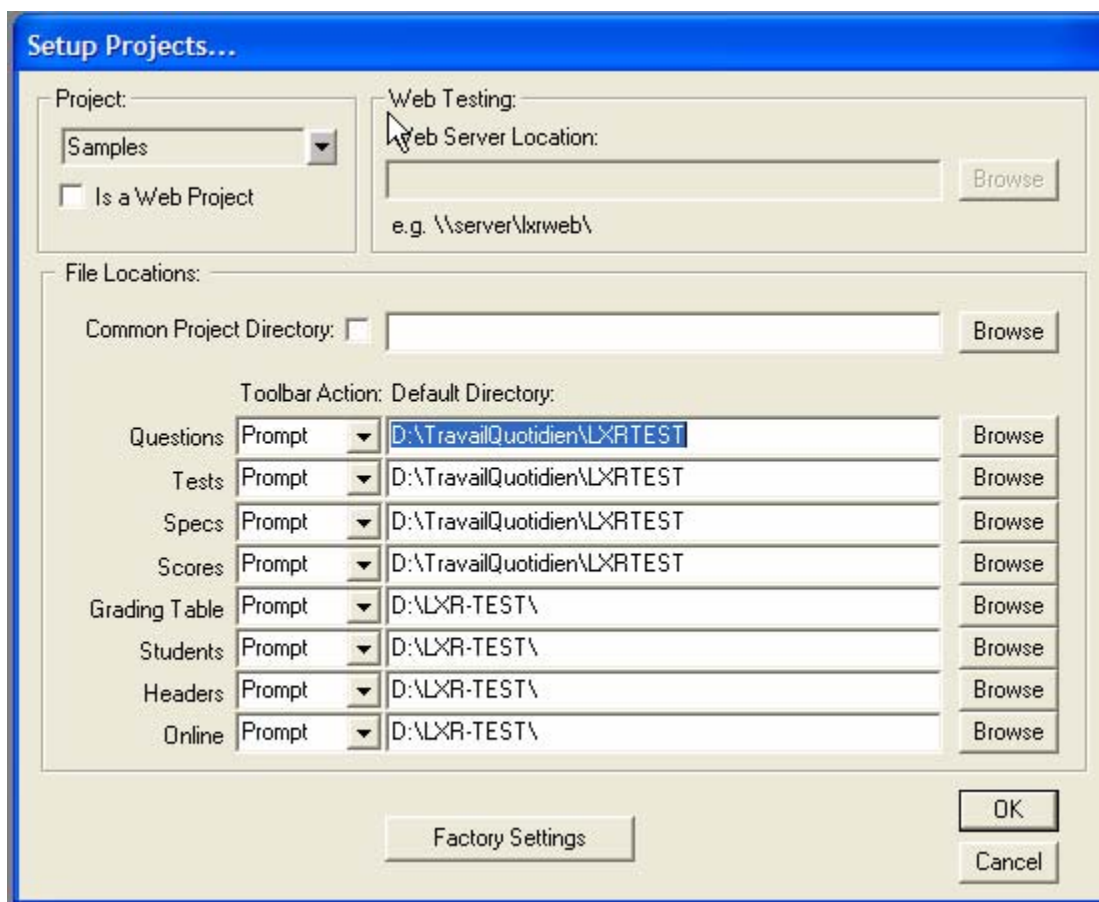 Setup Projects...
Project:
Samples
Is a Web Project
Web Testing:
Web Server Location:
Browse
e.g. \\server\lxrweb\
File Locations:
Common Project Directory:
Browse
Toolbar Action: Default Directory:
Questions Prompt D:\TravailQuotidien\LXRTEST Browse
Tests Prompt D:\TravailQuotidien\LXRTEST Browse
Specs Prompt D:\TravailQuotidien\LXRTEST Browse
Scores Prompt D:\TravailQuotidien\LXRTEST Browse
Grading Table Prompt D:\LXR-TEST\ Browse
Students Prompt D:\LXR-TEST\ Browse
Headers Prompt D:\LXR-TEST\ Browse
Online Prompt D:\LXR-TEST\ Browse
Factory Settings
OK
Cancel